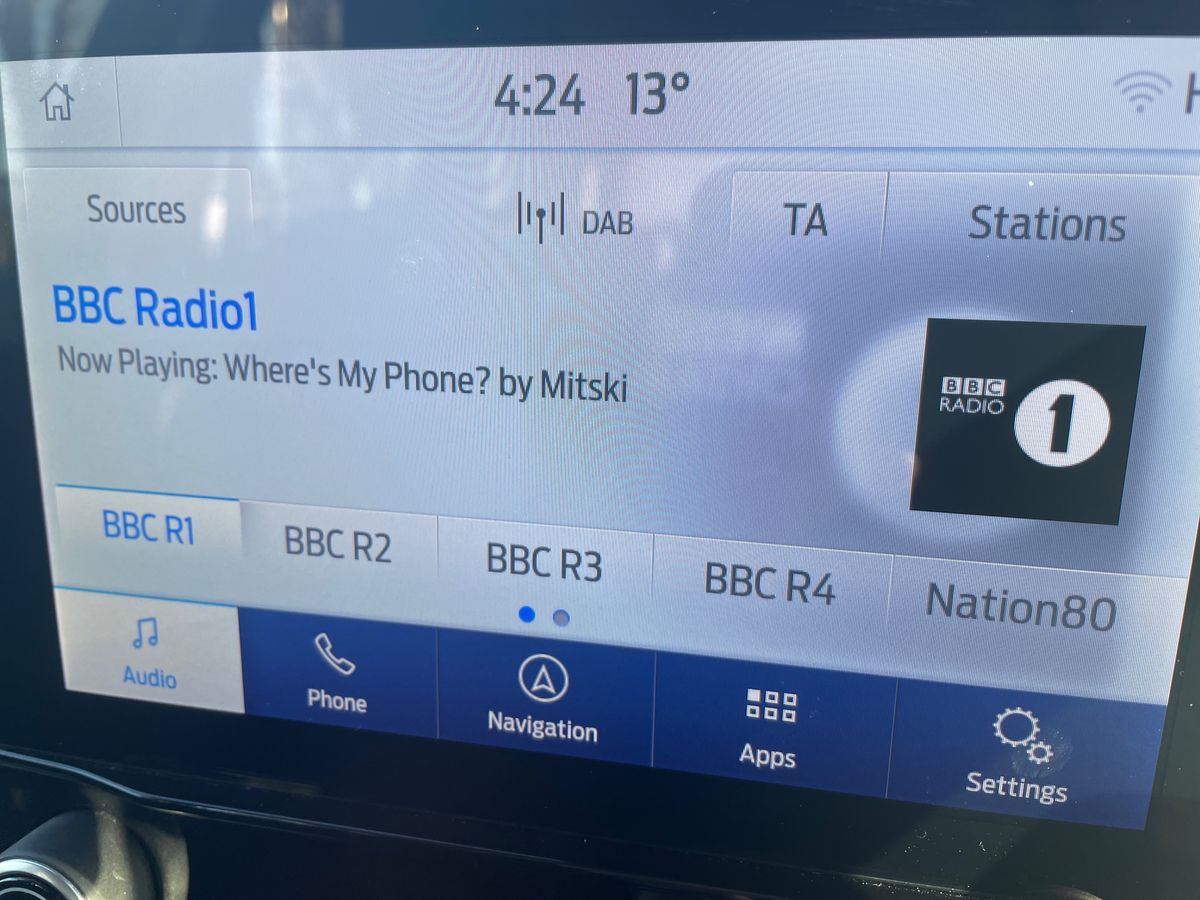 4:24 13°
Sources DAB TA Stations
BBC Radio1
Now Playing: Where's My Phone? by Mitski
BBC
RADIO 1
BBC R1 BBC R2 BBC R3 BBC R4 Nation80
Audio Phone Navigation Apps Settings